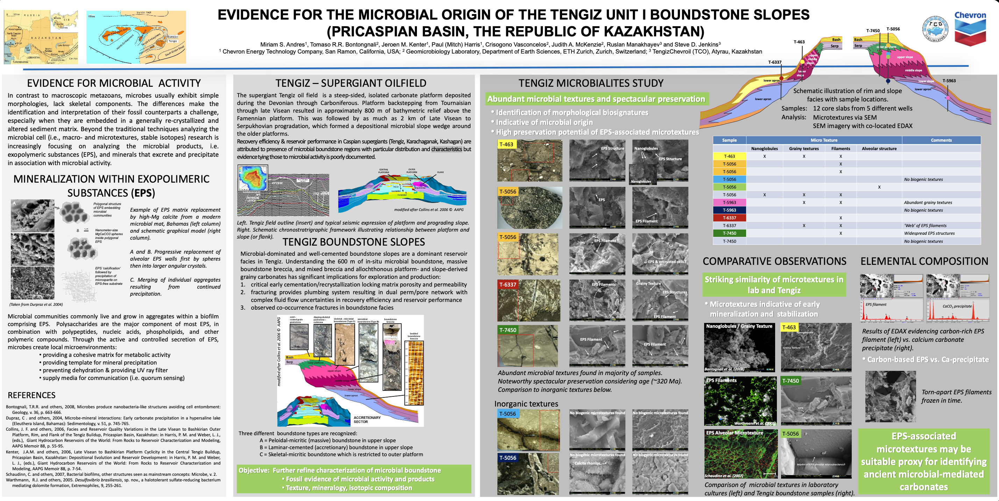 EVIDENCE FOR THE MICROBIAL ORIGIN OF THE TENGIZ UNIT I BOUNDSTONE SLOPES
(PRICASPIAN BASIN, THE REPUBLIC OF KAZAKHSTAN)
Miriam S. Andres1, Tomaso R.R. Bontongnali2, Jeroen M. Kenter1, Paul (Mitch) Harris1, Crisogono Vasconcelos2, Judith A. McKenzie2, Ruslan Manakhayev3 and Steve D. Jenkins3
1 Chevron Energy Technology Company, San Ramon, California, USA; 2 Geomicrobiology Laboratory, Department of Earth Sciences, ETH Zurich, Zurich, Switzerland; 3 TengizChevroil (TCO), Atyrau, Kazakhstan
RUSSIA
KAZAKHSTAN
UZBEKISTAN
TURKMENISTAN
KYRGYZSTAN
CHINA
15 km
Karolev
Tengiz
South Emba Swell
TCO
Chevron
EVIDENCE FOR MICROBIAL ACTIVITY
In contrast to macroscopic metazoans, microbes usually exhibit simple
morphologies, lack skeletal components. The differences make the
identification and interpretation of their fossil counterparts a challenge,
especially when they are embedded in a generally re-crystallized and
altered sediment matrix. Beyond the traditional techniques analyzing the
microbial cell (i.e., macro- and microtextures, stable isotopes) research is
increasingly focusing on analyzing the microbial products, i.e.
exopolymeric substances (EPS), and minerals that excrete and precipitate
in association with microbial activity.
MINERALIZATION WITHIN EXOPOLIMERIC
SUBSTANCES (EPS)
A
B
C
Polygonal structure
of EPS embedding
microbial
communities
Nanometer-size
MgCaCO3 spheres
inside polygonal
EPS
EPS 'calcification'
followed by
precipitation of
microsparite on
EPS-free substrate
Example of EPS matrix replacement
by high-Mg calcite from a modern
microbial mat, Bahamas (left column)
and schematic graphical model (right
column).
A and B. Progressive replacement of
alveolar EPS walls first by spheres
then into larger angular crystals.
C. Merging of individual aggregates
resulting from continued
precipitation.
(Taken from Durpraz et al. 2004)
Microbial communities commonly live and grow in aggregates within a biofilm
comprising EPS. Polysaccharides are the major component of most EPS, in
combination with polypeptides, nucleic acids, phospholipids, and other
polymeric compounds. Through the active and controlled secretion of EPS,
microbes create local microenvironments:
• providing a cohesive matrix for metabolic activity
• providing template for mineral precipitation
• preventing dehydration & providing UV ray filter
• supply media for communication (i.e. quorum sensing)
REFERENCES
Bontognali, T.R.R. and others, 2008, Microbes produce nanobacteria-like structures avoiding cell entombment:
Geology, v. 36, p. 663-666.
Dupraz, C . and others, 2004, Microbe-mineral interactions: Early carbonate precipitation in a hypersaline lake
(Eleuthera Island, Bahamas): Sedimentology, v. 51, p. 745-765.
Collins, J. F. and others, 2006, Facies and Reservoir Quality Variations in the Late Visean to Bashkirian Outer
Platform, Rim, and Flank of the Tengiz Buildup, Pricaspian Basin, Kazakhstan: in Harris, P. M. and Weber, L. J.,
(eds.), Giant Hydrocarbon Reservoirs of the World: From Rocks to Reservoir Characterization and Modeling,
AAPG Memoir 88, p. 55-95.
Kenter, J.A.M. and others, 2006, Late Visean to Bashkirian Platform Cyclicity in the Central Tengiz Buildup,
Pricaspian Basin, Kazakhstan: Depositional Evolution and Reservoir Development: in Harris, P. M. and Weber,
L. J., (eds.), Giant Hydrocarbon Reservoirs of the World: From Rocks to Reservoir Characterization and
Modeling, AAPG Memoir 88, p. 7-54.
Schaudinn, C. and others, 2007, Bacterial biofilms, other structures seen as mainstream concepts: Microbe, v. 2.
Warthmann, R.J. and others, 2005. Desulfovibrio brasiliensis, sp. nov., a halotolerant sulfate-reducing bacterium
mediating dolomite formation, Extremophiles, 9, 255-261.
TENGIZ – SUPERGIANT OILFIELD
The supergiant Tengiz oil field is a steep-sided, isolated carbonate platform deposited
during the Devonian through Carboniferous. Platform backstepping from Tournaisian
through late Visean resulted in approximately 800 m of bathymetric relief above the
Famennian platform. This was followed by as much as 2 km of Late Visean to
Serpukhovian progradation, which formed a depositional microbial slope wedge around
the older platforms.
Recovery efficiency & reservoir performance in Caspian supergiants (Tengiz, Karachaganak, Kashagan) are
attributed to presence of microbial boundstone regions with particular distribution and characteristics but
evidence tying those to microbial activity is poorly documented.
CENTRAL PLATFORM
OUTER PLATFORM
FLANK
modified after Collins et al. 2006 © AAPG
Left. Tengiz field outline (insert) and typical seismic expression of platform and prograding slope.
Right. Schematic chronostratrigraphic framework illustrating relationship between platform and
slope (or flank).
TENGIZ BOUNDSTONE SLOPES
Microbial-dominated and well-cemented boundstone slopes are a dominant reservoir
facies in Tengiz. Understanding the 600 m of in-situ microbial boundstone, massive
boundstone breccia, and mixed breccia and allochthonous platform- and slope-derived
grainy carbonates has significant implications for exploration and production:
1. critical early cementation/recrystallization locking matrix porosity and permeability
2. fracturing provides plumbing system resulting in dual perm/pore network with
complex fluid flow uncertainties in recovery efficiency and reservoir performance
3. observed co-occurrence fractures in boundstone facies
modified after Collins et al. 2006 © AAPG
ooid – coated grain grainstone
dipping skeletal packstone – rudstone
skeletal – microbial boundstone (Type C)
microbial boundstone (Type B)
boundstone breccia
bedded boundstone breccia
Bash
Serp
outer platform
upper slope
middle slope
lower slope
lower apron
ACCRETIONARY
SECTOR
Three different boundstone types are recognized:
A = Peloidal-micritic (massive) boundstone in upper slope
B = Laminar-cemented (accretionary) boundstone in upper slope
C = Skeletal-micritic boundstone which is restricted to outer platform
Objective: Further refine characterization of microbial boundstone
• Fossil evidence of microbial activity and products
• Texture, mineralogy, isotopic composition
TENGIZ MICROBIALITES STUDY
Abundant microbial textures and spectacular preservation
• Identification of morphological biosignatures
• Indicative of microbial origin
• High preservation potential of EPS-associated microtextures
T-463
EPS Structure
Nanoglobules
EPS Structure
Nanoglobules
T-5056
EPS
EPS Filament
T-5056
EPS Filament
EPS & encrusted cells?
T-6337
EPS Filaments
Grainy Texture
EPS Structures
EPS Filament
T-7450
EPS Filament
EPS Filament
Abundant microbial textures found in majority of samples.
Noteworthy spectacular preservation considering age (~320 Ma).
Comparison to inorganic textures below.
Inorganic textures
T-5056
No biogenic microtextures found
No biogenic microtextures found
T-5056
No biogenic microtextures found
Calcite rhombs
No biogenic microtextures found
T-6337
T-463
T-7450
T-5056
T-5963
Bash
Serp
upper-middle slope
lower slope
lower apron
lower apron
Bash
Serp
outer platform
upper slope
middle slope
lower slope
lower apron
Schematic illustration of rim and slope
facies with sample locations.
Samples: 12 core slabs from 5 different wells
Analysis: Microtextures via SEM
SEM imagery with co-located EDAX
Sample Micro Texture Comments
Nanoglobules Grainy textures Filaments Alveolar structure
T-463 X X X
T-5056 X
T-5056 X
T-5056 No biogenic textures
T-5056 X
T-5056 X X X
T-5963 X X Abundant grainy textures
T-5963 No biogenic textures
T-6337 X
T-6337 X X 'Web' of EPS filaments
T-7450 X Widespread EPS structures
T-7450 No biogenic textures
COMPARATIVE OBSERVATIONS
Striking similarity of microtextures in
lab and Tengiz
• Microtextures indicative of early
mineralization and stabilization
Nanoglobules / Grainy Texture
Bontognali et al. (2008)
EMZ
T-463
Nanoglobules
Grainy Texture
ZMB
EPS Filaments
Warthmann et al. (2005)
T-7450
EPS
EPS
ZMB
EPS Alveolar Microtexture
Schaudinn et al. (2007)
T-5056
Imprint of EPS alveolar microstructures?
ZMB
Comparison of microbial textures in laboratory
cultures (left) and Tengiz boundstone samples (right).
ELEMENTAL COMPOSITION
EPS filament
CaCO3 precipitate
Results of EDAX evidencing carbon-rich EPS
filament (left) vs. calcium carbonate
precipitate (right).
• Carbon-based EPS vs. Ca-precipitate
Torn-apart EPS filaments
frozen in time.
EPS-associated
microtextures may be
suitable proxy for identifying
ancient microbial-mediated
carbonates